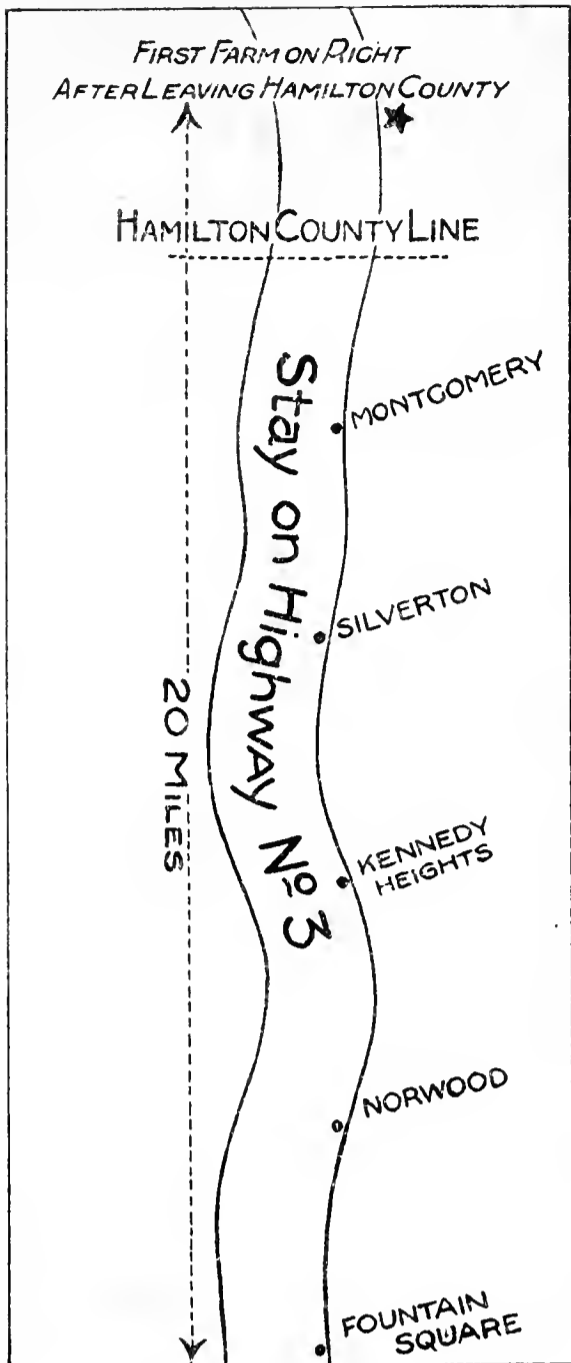 FIRST FARM ON RIGHT
AFTER LEAVING HAMILTON COUNTY
HAMILTON COUNTY LINE
MONTGOMERY
Stay on Highway No 3
SILVERTON
20 MILES
KENNEDY
HEIGHTS
NORWOOD
FOUNTAIN
SQUARE